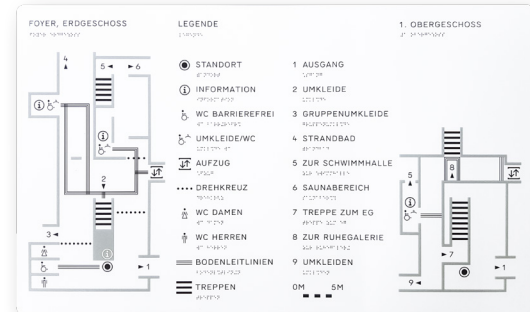 FOYER, ERDGESCHOSS
LEGENDE
1. OBERGESCHOSS
STANDORT
INFORMATION
WC BARRIEREFREI
UMKLEIDE/WC
AUFZUG
DREHKREUZ
WC DAMEN
WC HERREN
BODENLEITLINIEN
TREPPEN
1 AUSGANG
2 UMKLEIDE
3 GRUPPENUMKLEIDE
4 STRANDBAD
5 ZUR SCHWIMMHALLE
6 SAUNABEREICH
7 TREPPE ZUM EG
8 ZUR RUHEGALERIE
9 UMKLEIDEN
0M 5M
4
5 6
2
3
1
8
5
7
1
9